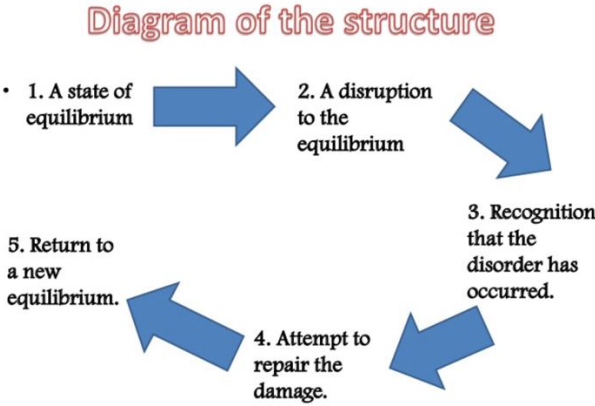 Diagram of the structure
• 1. A state of
equilibrium
2. A disruption
to the
equilibrium
3. Recognition
that the
disorder has
occurred.
4. Attempt to
repair the
damage.
5. Return to
a new
equilibrium.